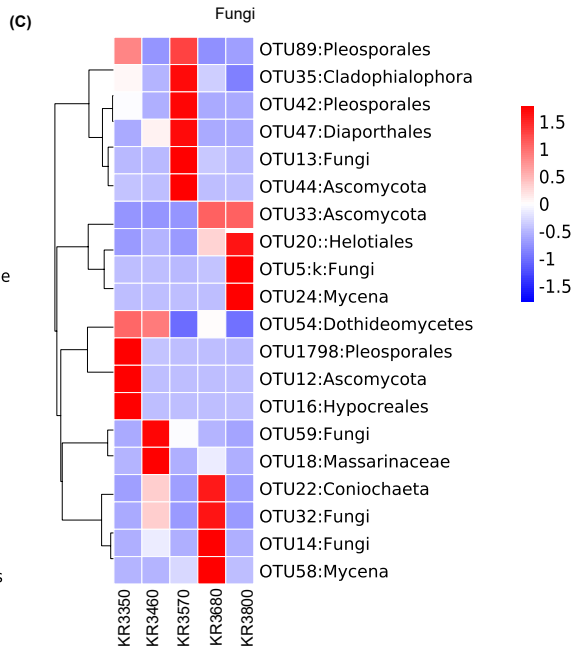 (C)
Fungi
OTU89:Pleosporales
OTU35:Cladophialophora
OTU42:Pleosporales
OTU47:Diaporthales
OTU13:Fungi
OTU44:Ascomycota
OTU33:Ascomycota
OTU20::Helotiales
OTU5:k:Fungi
OTU24:Mycena
OTU54:Dothideomycetes
OTU1798:Pleosporales
OTU12:Ascomycota
OTU16:Hypocreales
OTU59:Fungi
OTU18:Massarinaceae
OTU22:Coniochaeta
OTU32:Fungi
OTU14:Fungi
OTU58:Mycena
KR3350
KR3460
KR3570
KR3680
KR3800
1.5
1
0.5
0
-0.5
-1
-1.5
e
s